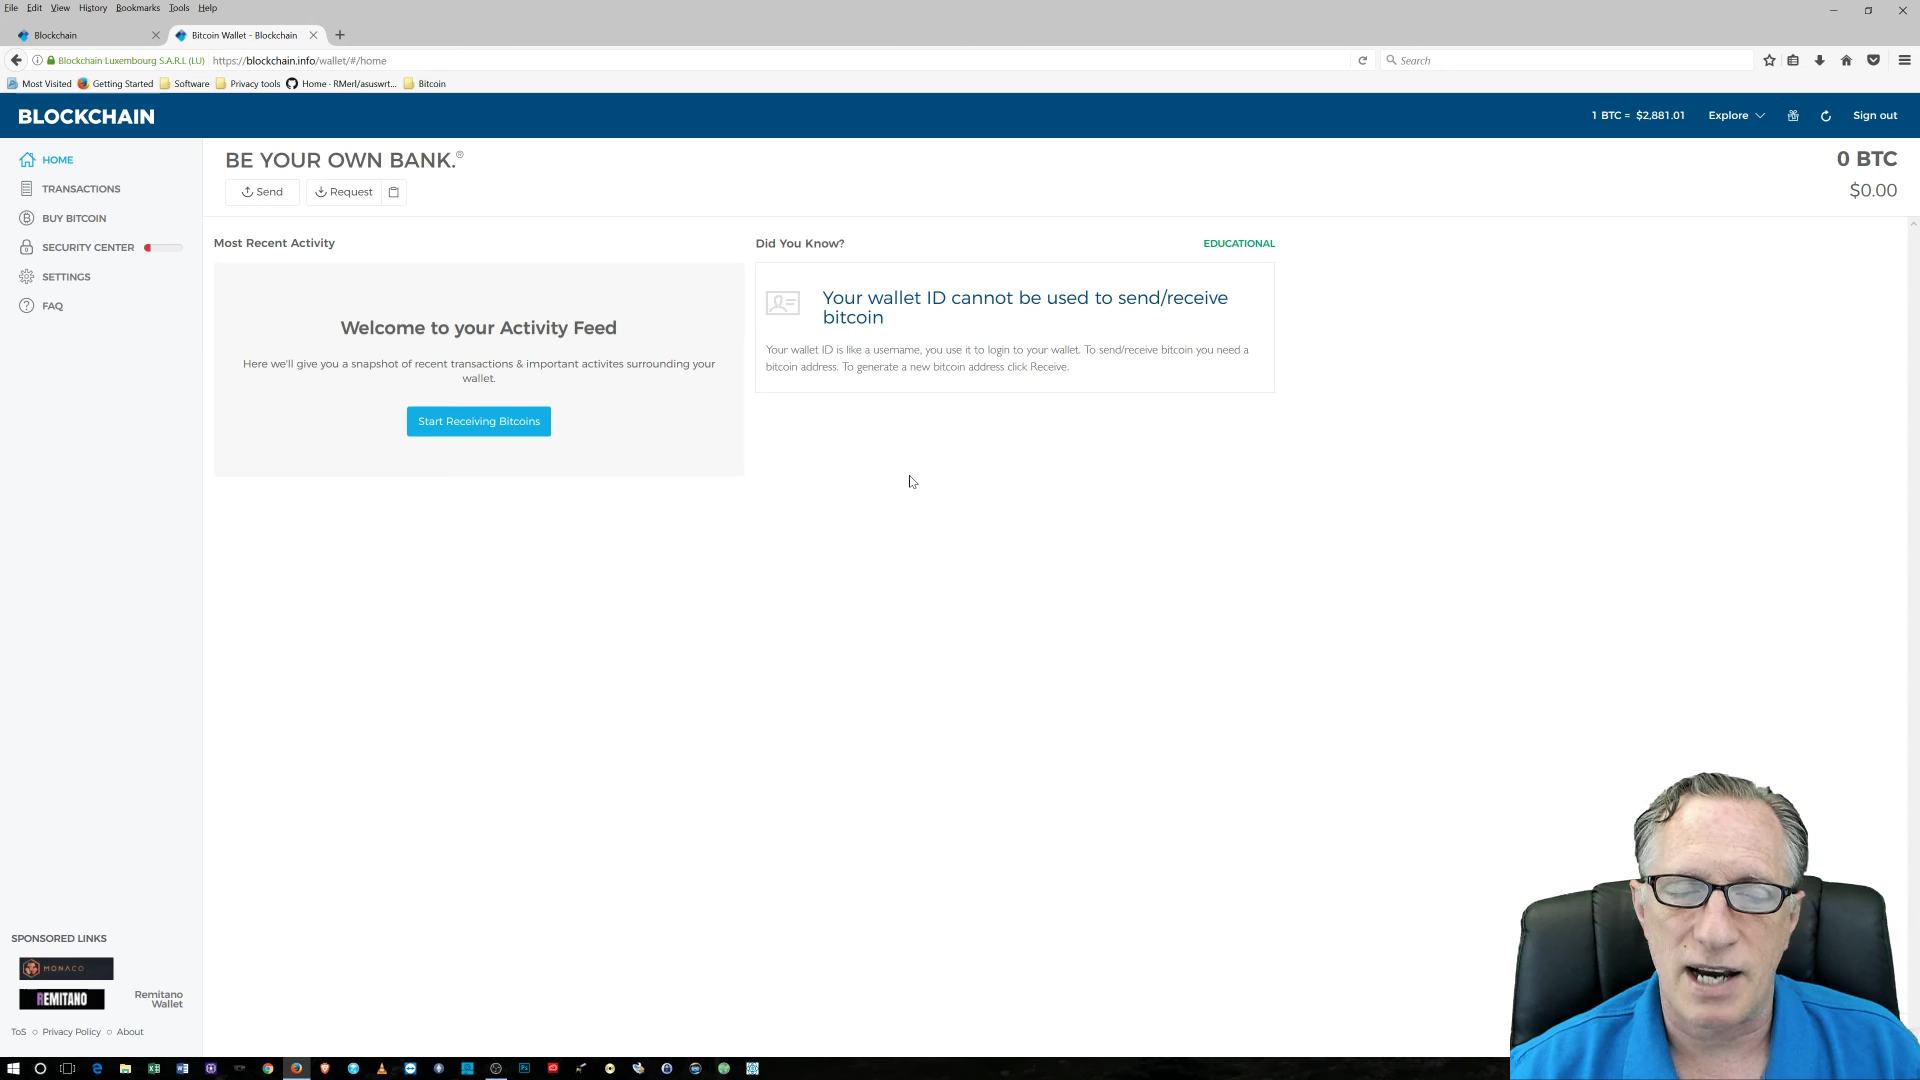 File Edit View History Bookmarks Tools Help
Blockchain
Bitcoin Wallet - Blockchain
Blockchain Luxembourg S.A.R.L (LU)
https://blockchain.info/wallet/#/home
Search
Most Visited Getting Started Software Privacy tools Home - RMerl/asuswrt... Bitcoin
BLOCKCHAIN
1 BTC = $2,881.01
Explore
Sign out
HOME
TRANSACTIONS
BUY BITCOIN
SECURITY CENTER
SETTINGS
FAQ
BE YOUR OWN BANK.®
Send
Request
0 BTC
$0.00
Most Recent Activity
Welcome to your Activity Feed
Here we'll give you a snapshot of recent transactions & important activites surrounding your
wallet.
Start Receiving Bitcoins
Did You Know?
EDUCATIONAL
Your wallet ID cannot be used to send/receive
bitcoin
Your wallet ID is like a username, you use it to login to your wallet. To send/receive bitcoin you need a
bitcoin address. To generate a new bitcoin address click Receive.
SPONSORED LINKS
MONACO
REMITANO
Remitano
Wallet
ToS Privacy Policy About